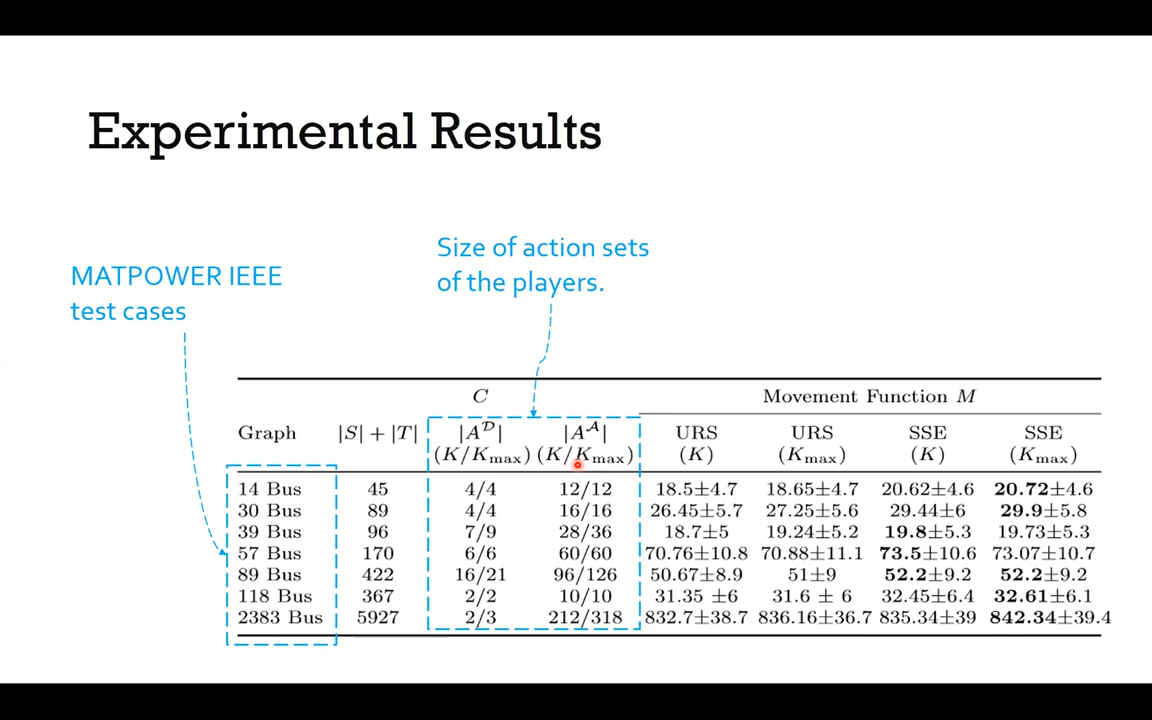 Experimental Results
Size of action sets
of the players.
MATPOWER IEEE
test cases
C Movement Function M
Graph |S| + |T| |A^D| |A^A| URS URS SSE SSE
(K/K_max) (K/K_max) (K) (K_max) (K) (K_max)
14 Bus 45 4/4 12/12 18.5±4.7 18.65±4.7 20.62±4.6 20.72±4.6
30 Bus 89 4/4 16/16 26.45±5.7 27.25±5.6 29.44±6 29.9±5.8
39 Bus 96 7/9 28/36 18.7±5 19.24±5.2 19.8±5.3 19.73±5.3
57 Bus 170 6/6 60/60 70.76±10.8 70.88±11.1 73.5±10.6 73.07±10.7
89 Bus 422 16/21 96/126 50.67±8.9 51±9 52.2±9.2 52.2±9.2
118 Bus 367 2/2 10/10 31.35 ±6 31.6 ± 6 32.45±6.4 32.61±6.1
2383 Bus 5927 2/3 212/318 832.7±38.7 836.16±36.7 835.34±39 842.34±39.4